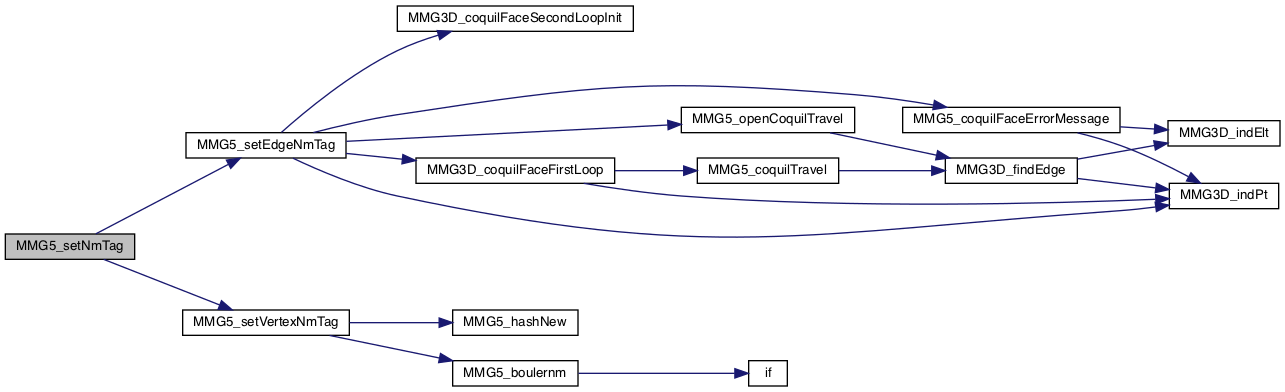 MMG3D_coquilFaceSecondLoopInit
MMG5_openCoquilTravel
MMG5_coquilFaceErrorMessage
MMG3D_indElt
MMG5_setEdgeNmTag
MMG3D_coquilFaceFirstLoop
MMG5_coquilTravel
MMG3D_findEdge
MMG3D_indPt
MMG5_setNmTag
MMG5_setVertexNmTag
MMG5_hashNew
MMG5_boulernm
if